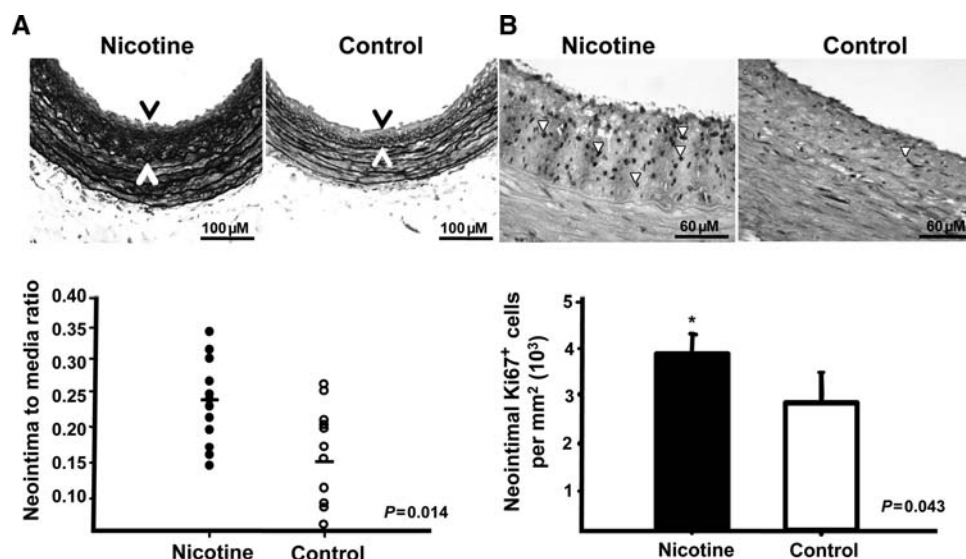 A
Nicotine
Control
100 µM
100 µM
Neointima to media ratio
0.40
0.35
0.30
0.25
0.20
0.15
0.10
P=0.014
Nicotine
Control
B
Nicotine
Control
60 µM
60 µM
Neointimal Ki67⁺ cells
per mm² (10³)
5
4
3
2
1
*
P=0.043
Nicotine
Control